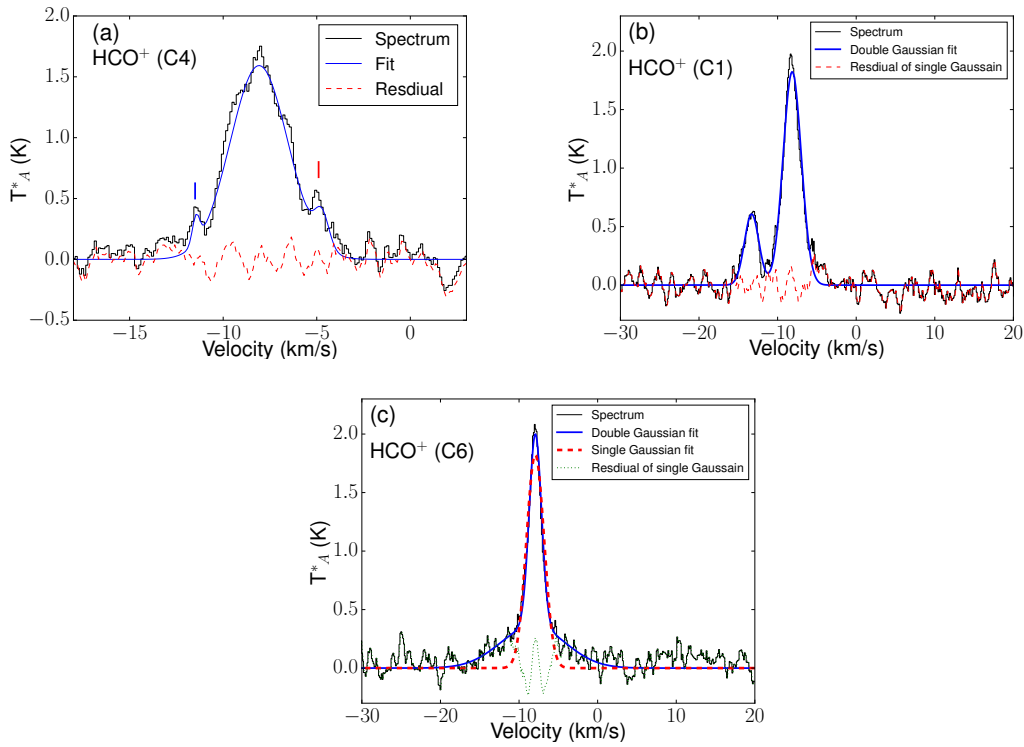 (a)
HCO⁺ (C4)
Spectrum
Fit
Resdiual
2.0
1.5
1.0
0.5
0.0
−0.5
T*A (K)
−15
−10
−5
0
Velocity (km/s)
(b)
HCO⁺ (C1)
Spectrum
Double Gaussian fit
Resdiual of single Gaussain
2.0
1.5
1.0
0.5
0.0
T*A (K)
−30
−20
−10
0
10
20
Velocity (km/s)
(c)
HCO⁺ (C6)
Spectrum
Double Gaussian fit
Single Gaussian fit
Resdiual of single Gaussain
2.0
1.5
1.0
0.5
0.0
T*A (K)
−30
−20
−10
0
10
20
Velocity (km/s)